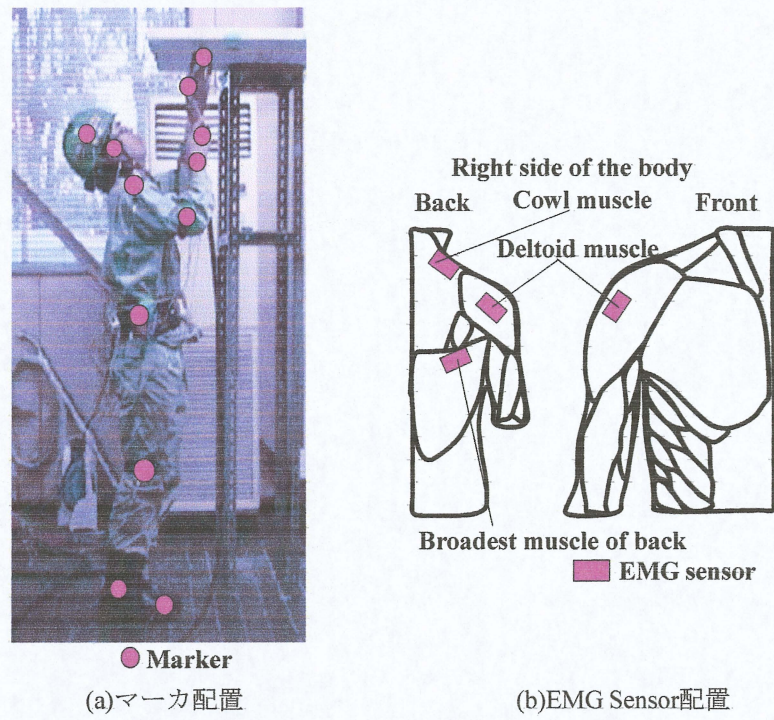 Right side of the body
Back
Cowl muscle
Front
Deltoid muscle
Broadest muscle of back
EMG sensor
Marker
(a)マーカ配置
(b)EMG Sensor配置